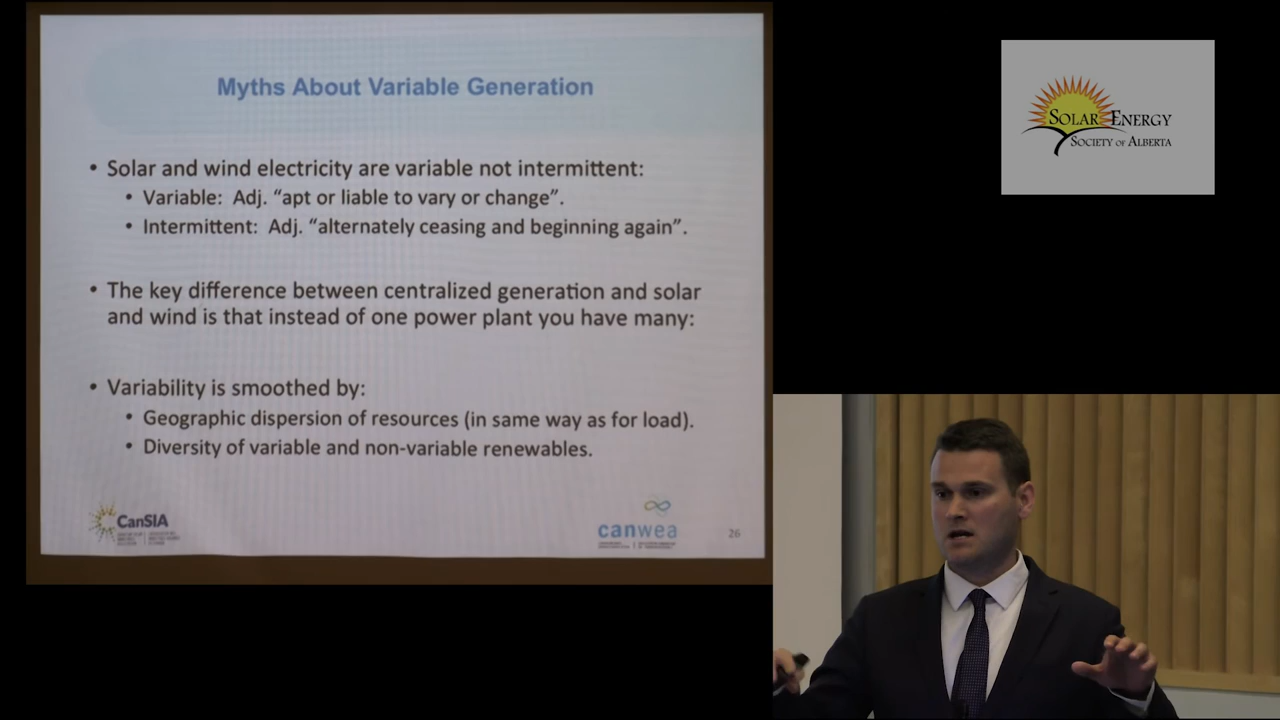 Myths About Variable Generation
• Solar and wind electricity are variable not intermittent:
• Variable: Adj. “apt or liable to vary or change”.
• Intermittent: Adj. “alternately ceasing and beginning again”.
• The key difference between centralized generation and solar
and wind is that instead of one power plant you have many:
• Variability is smoothed by:
• Geographic dispersion of resources (in same way as for load).
• Diversity of variable and non-variable renewables.
CanSIA
canwea
26
SOLAR ENERGY
SOCIETY OF ALBERTA